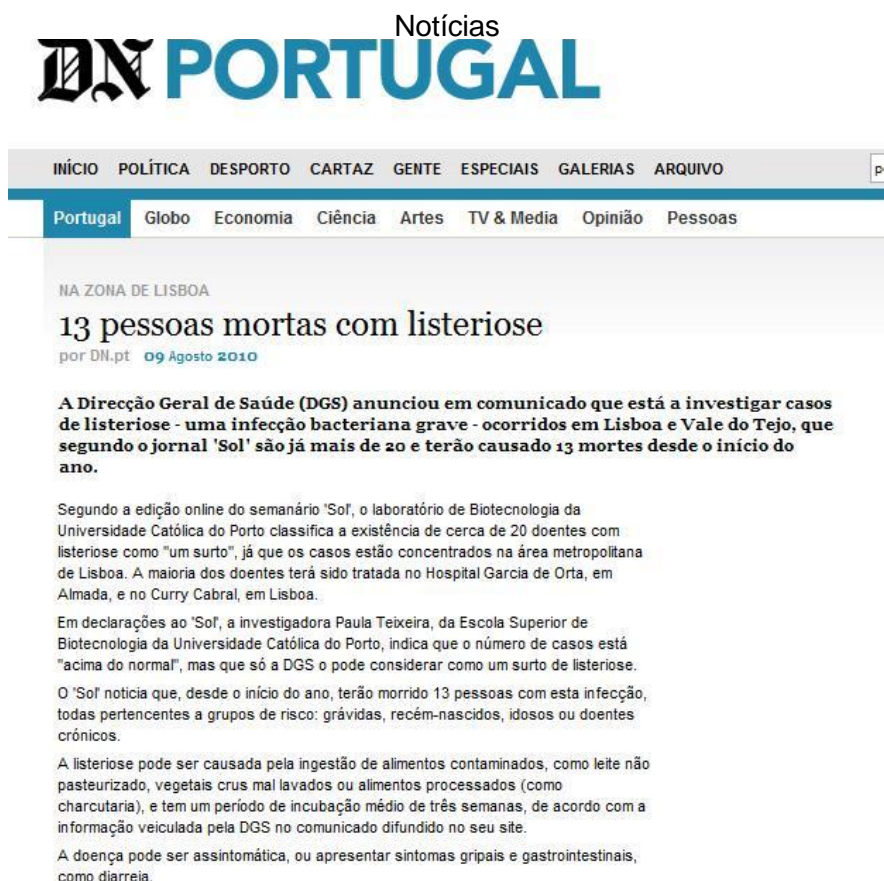 Notícias
DN PORTUGAL
INÍCIO POLÍTICA DESPORTO CARTAZ GENTE ESPECIAIS GALERIAS ARQUIVO
Portugal Globo Economia Ciência Artes TV & Media Opinião Pessoas
NA ZONA DE LISBOA
13 pessoas mortas com listeriose
por DN.pt 09 Agosto 2010
A Direcção Geral de Saúde (DGS) anunciou em comunicado que está a investigar casos
de listeriose - uma infecção bacteriana grave - ocorridos em Lisboa e Vale do Tejo, que
segundo o jornal 'Sol' são já mais de 20 e terão causado 13 mortes desde o início do
ano.
Segundo a edição online do semanário 'Sol', o laboratório de Biotecnologia da
Universidade Católica do Porto classifica a existência de cerca de 20 doentes com
listeriose como "um surto", já que os casos estão concentrados na área metropolitana
de Lisboa. A maioria dos doentes terá sido tratada no Hospital Garcia de Orta, em
Almada, e no Curry Cabral, em Lisboa.
Em declarações ao 'Sol', a investigadora Paula Teixeira, da Escola Superior de
Biotecnologia da Universidade Católica do Porto, indica que o número de casos está
"acima do normal", mas que só a DGS o pode considerar como um surto de listeriose.
O 'Sol' noticia que, desde o início do ano, terão morrido 13 pessoas com esta infecção,
todas pertencentes a grupos de risco: grávidas, recém-nascidos, idosos ou doentes
crónicos.
A listeriose pode ser causada pela ingestão de alimentos contaminados, como leite não
pasteurizado, vegetais crus mal lavados ou alimentos processados (como
charcutaria), e tem um período de incubação médio de três semanas, de acordo com a
informação veiculada pela DGS no comunicado difundido no seu site.
A doença pode ser assintomática, ou apresentar sintomas gripais e gastrointestinais,
como diarreia.